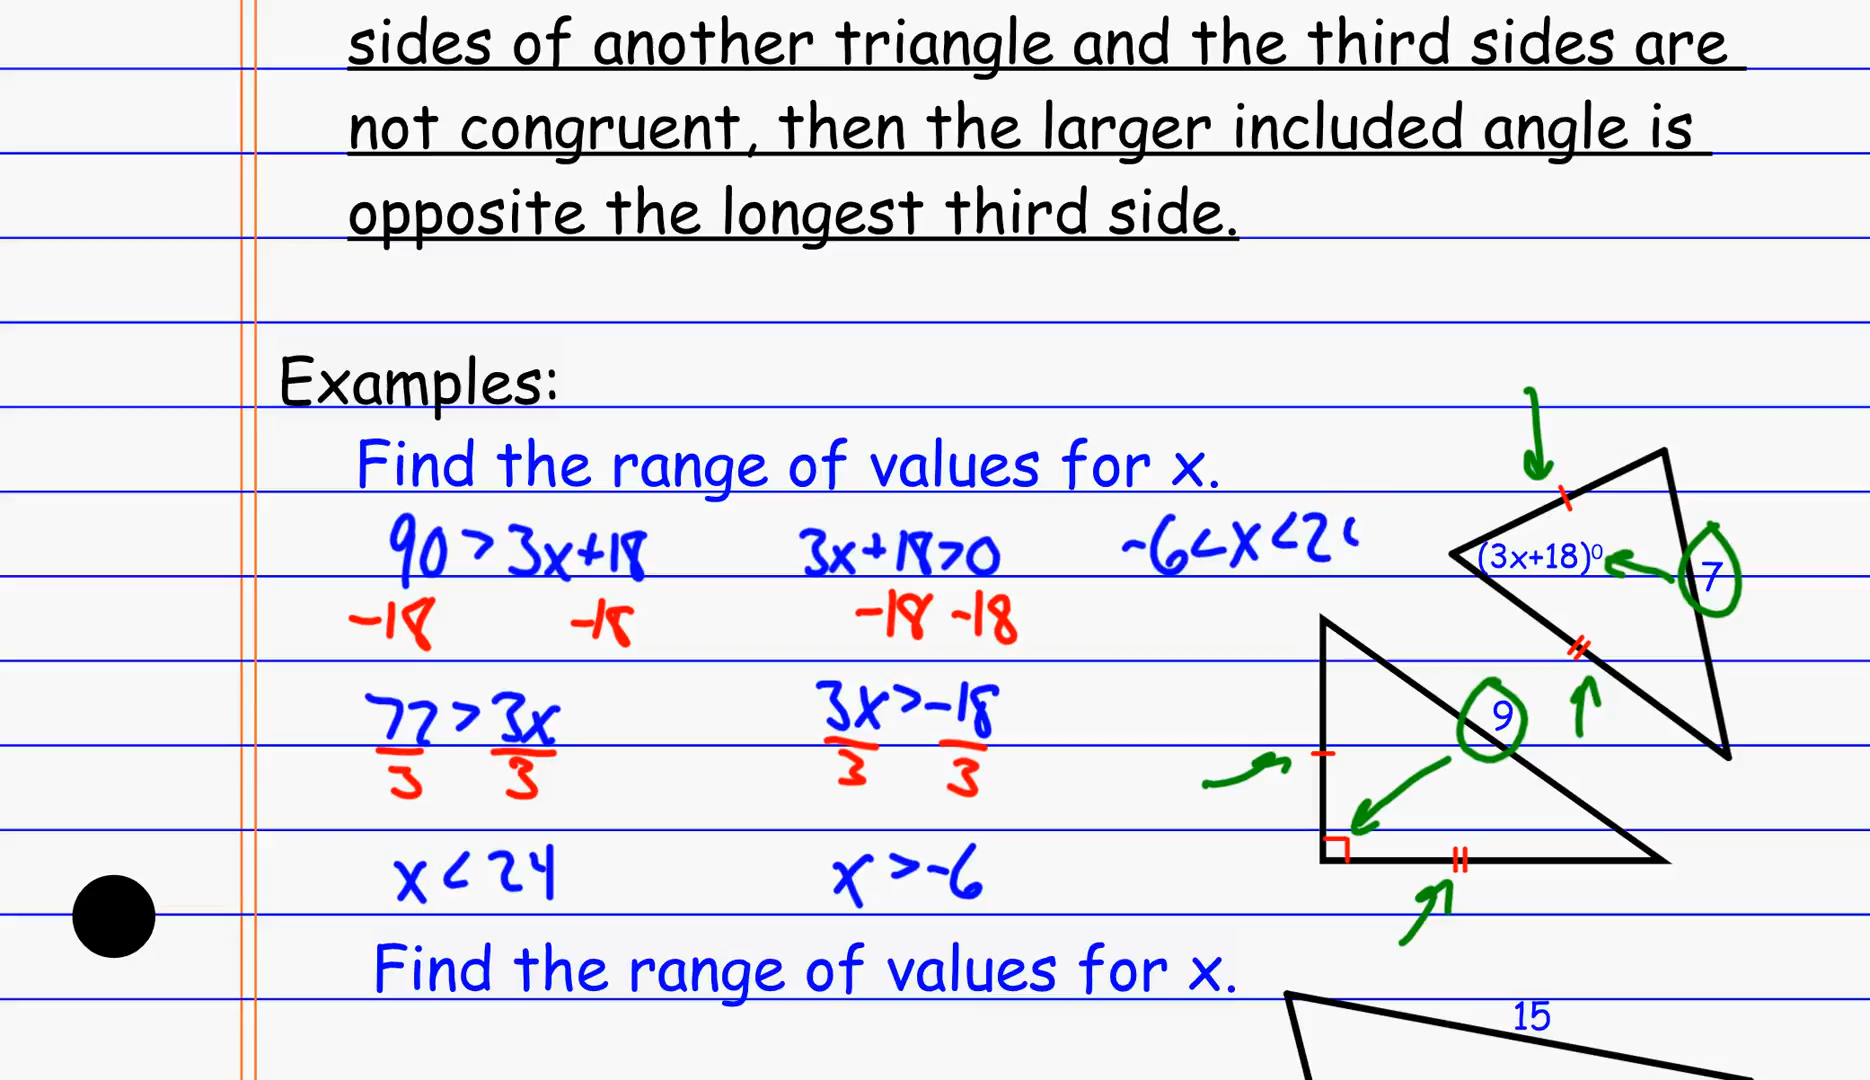 sides of another triangle and the third sides are
not congruent, then the larger included angle is
opposite the longest third side.
Examples:
Find the range of values for x.
90 > 3x+18
-18 -18
72 > 3x
3 3
x < 24
3x+18>0
-18 -18
3x>-18
3 3
x >-6
-6<x<2
(3x+18)⁰
7
9
Find the range of values for x.
15